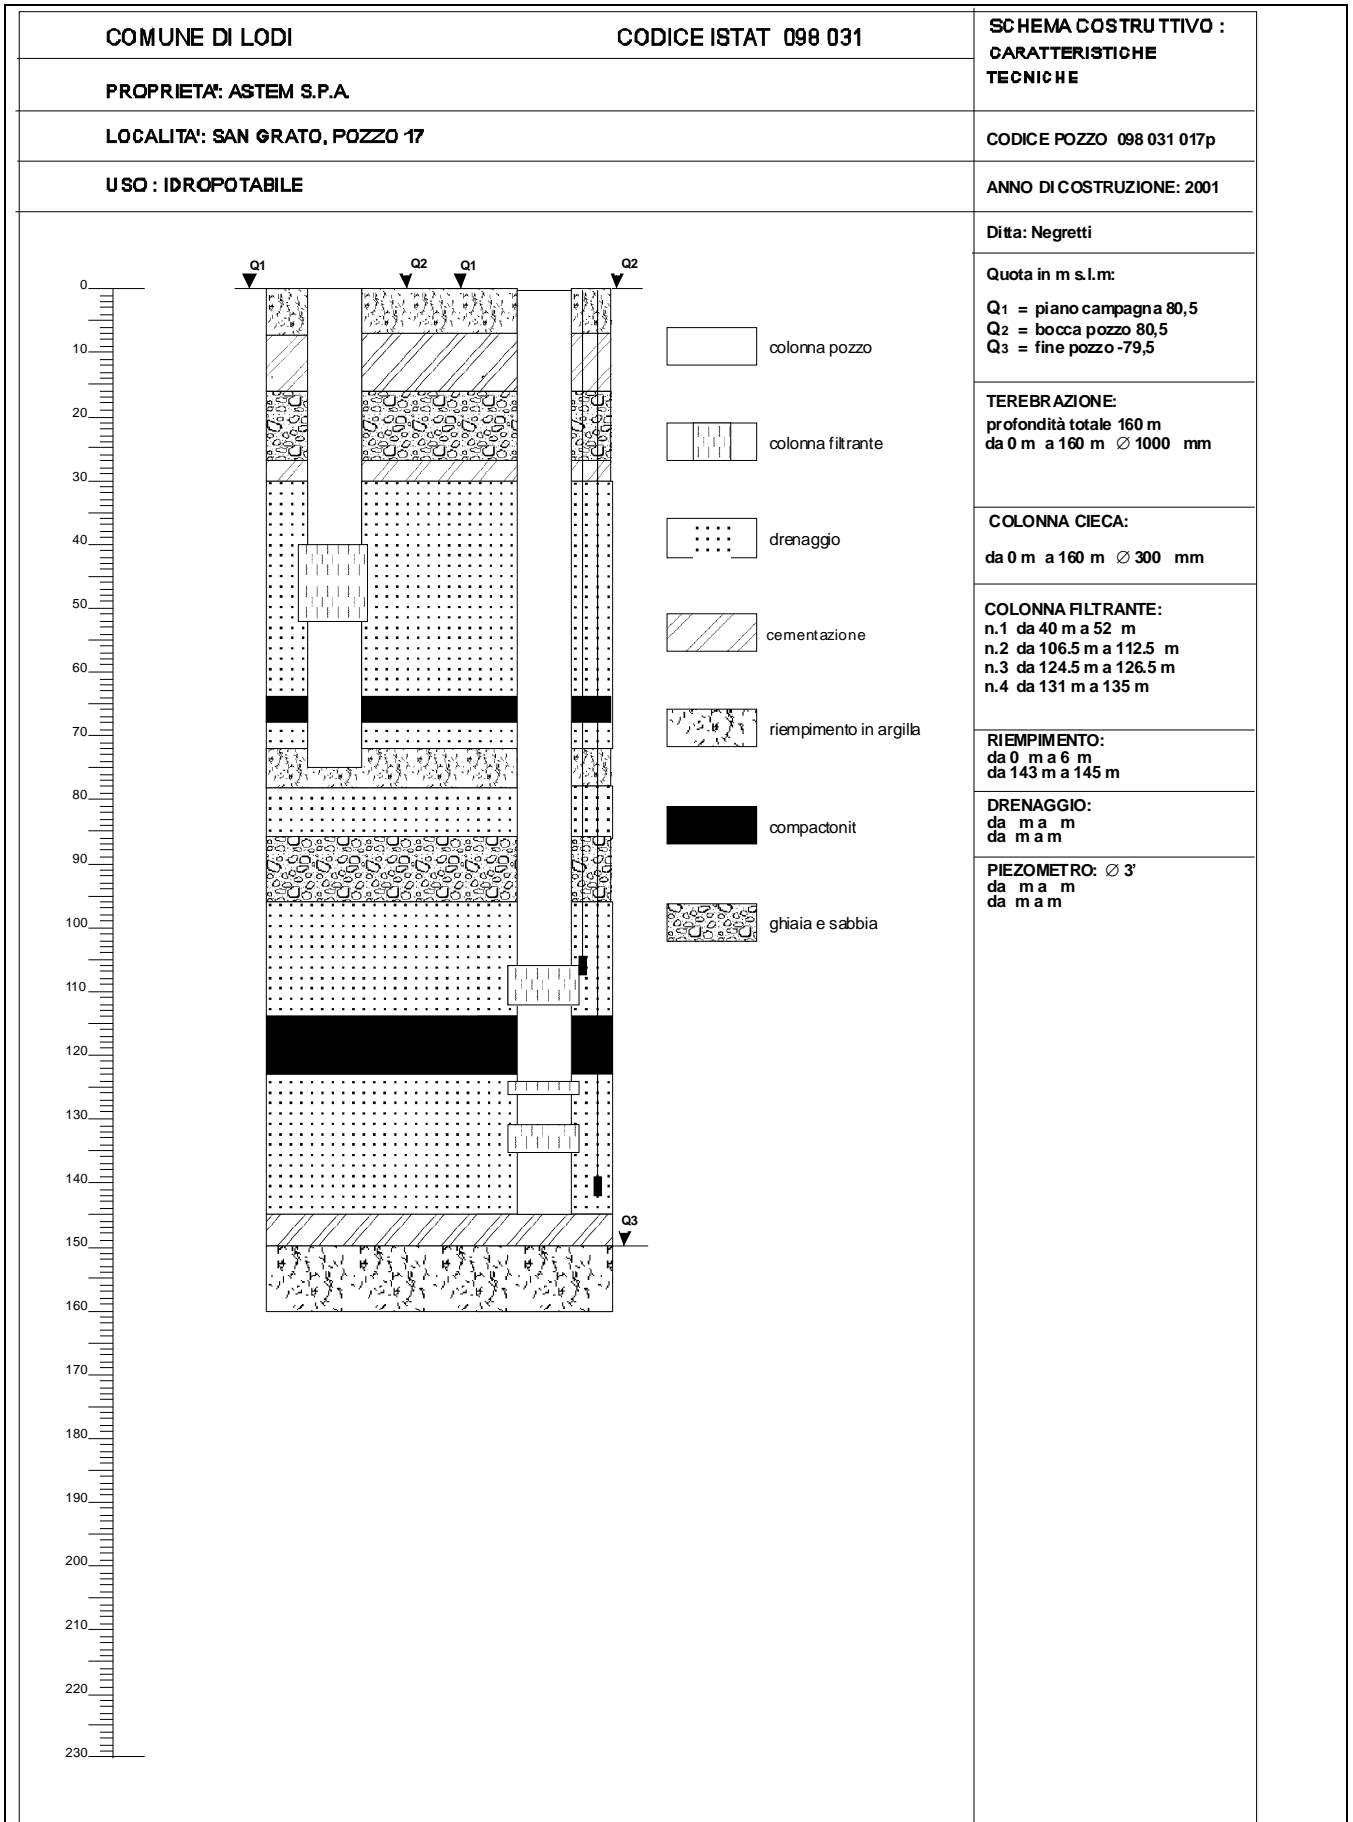 COMUNE DI LODI
CODICE ISTAT 098 031
SCHEMA COSTRUTTIVO :
CARATTERISTICHE
TECNICHE
PROPRIETA': ASTEM S.P.A.
LOCALITA': SAN GRATO, POZZO 17
CODICE POZZO 098 031 017p
USO : IDROPOTABILE
ANNO DI COSTRUZIONE: 2001
Ditta: Negretti
Quota in m s.l.m:
Q1 = piano campagna 80,5
Q2 = bocca pozzo 80,5
Q3 = fine pozzo -79,5
TEREBRAZIONE:
profondità totale 160 m
da 0 m a 160 m ∅ 1000 mm
COLONNA CIECA:
da 0 m a 160 m ∅ 300 mm
COLONNA FILTRANTE:
n.1 da 40 m a 52 m
n.2 da 106.5 m a 112.5 m
n.3 da 124.5 m a 126.5 m
n.4 da 131 m a 135 m
RIEMPIMENTO:
da 0 m a 6 m
da 143 m a 145 m
DRENAGGIO:
da m a m
da m a m
PIEZOMETRO: ∅ 3'
da m a m
da m a m
Q1
Q2
Q1
Q2
Q3
0
10
20
30
40
50
60
70
80
90
100
110
120
130
140
150
160
170
180
190
200
210
220
230
colonna pozzo
colonna filtrante
drenaggio
cementazione
riempimento in argilla
compactonit
ghiaia e sabbia